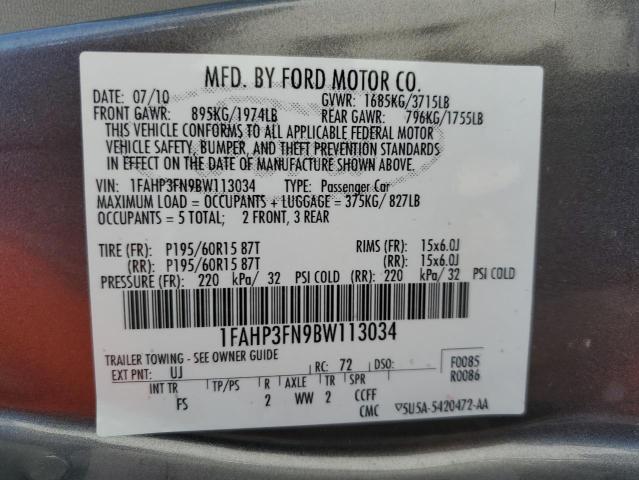 MFD. BY FORD MOTOR CO.
DATE: 07/10 GVWR: 1685KG/3715LB
FRONT GAWR: 895KG/1974LB REAR GAWR: 796KG/1755LB
THIS VEHICLE CONFORMS TO ALL APPLICABLE FEDERAL MOTOR
VEHICLE SAFETY, BUMPER, AND THEFT PREVENTION STANDARDS
IN EFFECT ON THE DATE OF MANUFACTURE SHOWN ABOVE.
VIN: 1FAHP3FN9BW113034 TYPE: Passenger Car
MAXIMUM LOAD = OCCUPANTS + LUGGAGE = 375KG/ 827LB
OCCUPANTS = 5 TOTAL; 2 FRONT, 3 REAR
TIRE (FR): P195/60R15 87T RIMS (FR): 15x6.0J
(RR): P195/60R15 87T (RR): 15x6.0J
PRESSURE (FR): 220 kPa/ 32 PSI COLD (RR) 220 kPa/ 32 PSI COLD
1FAHP3FN9BW113034
TRAILER TOWING - SEE OWNER GUIDE
EXT PNT: UJ RC: 72 DSO: F0085
R0086
INT TR TP/PS R AXLE TR SPR
FS 2 WW 2 CCFF
CMC ▽5U5A-5420472-AA